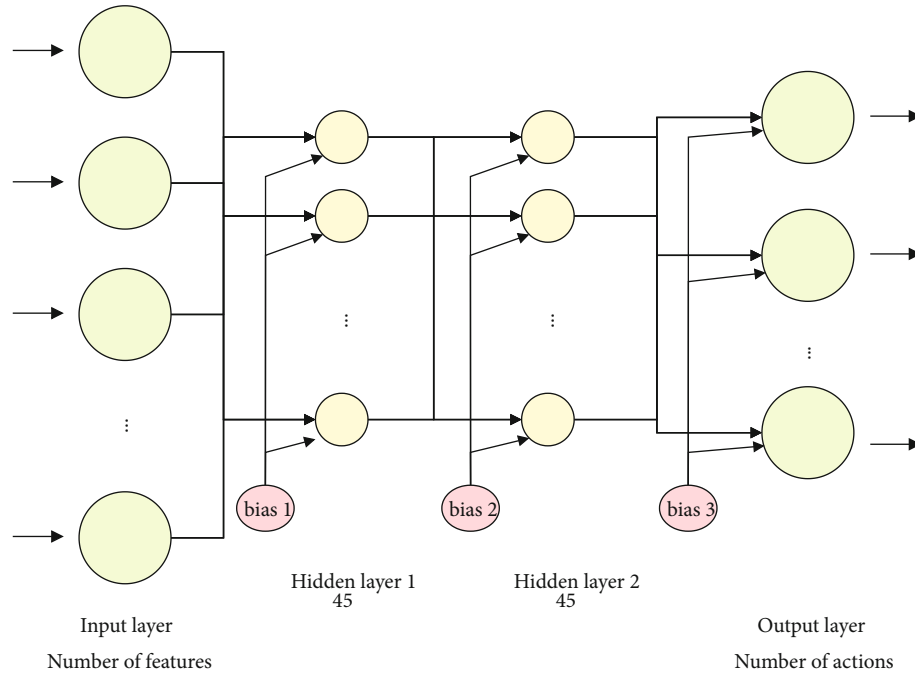 bias 1
bias 2
bias 3
Hidden layer 1
45
Hidden layer 2
45
Input layer
Number of features
Output layer
Number of actions